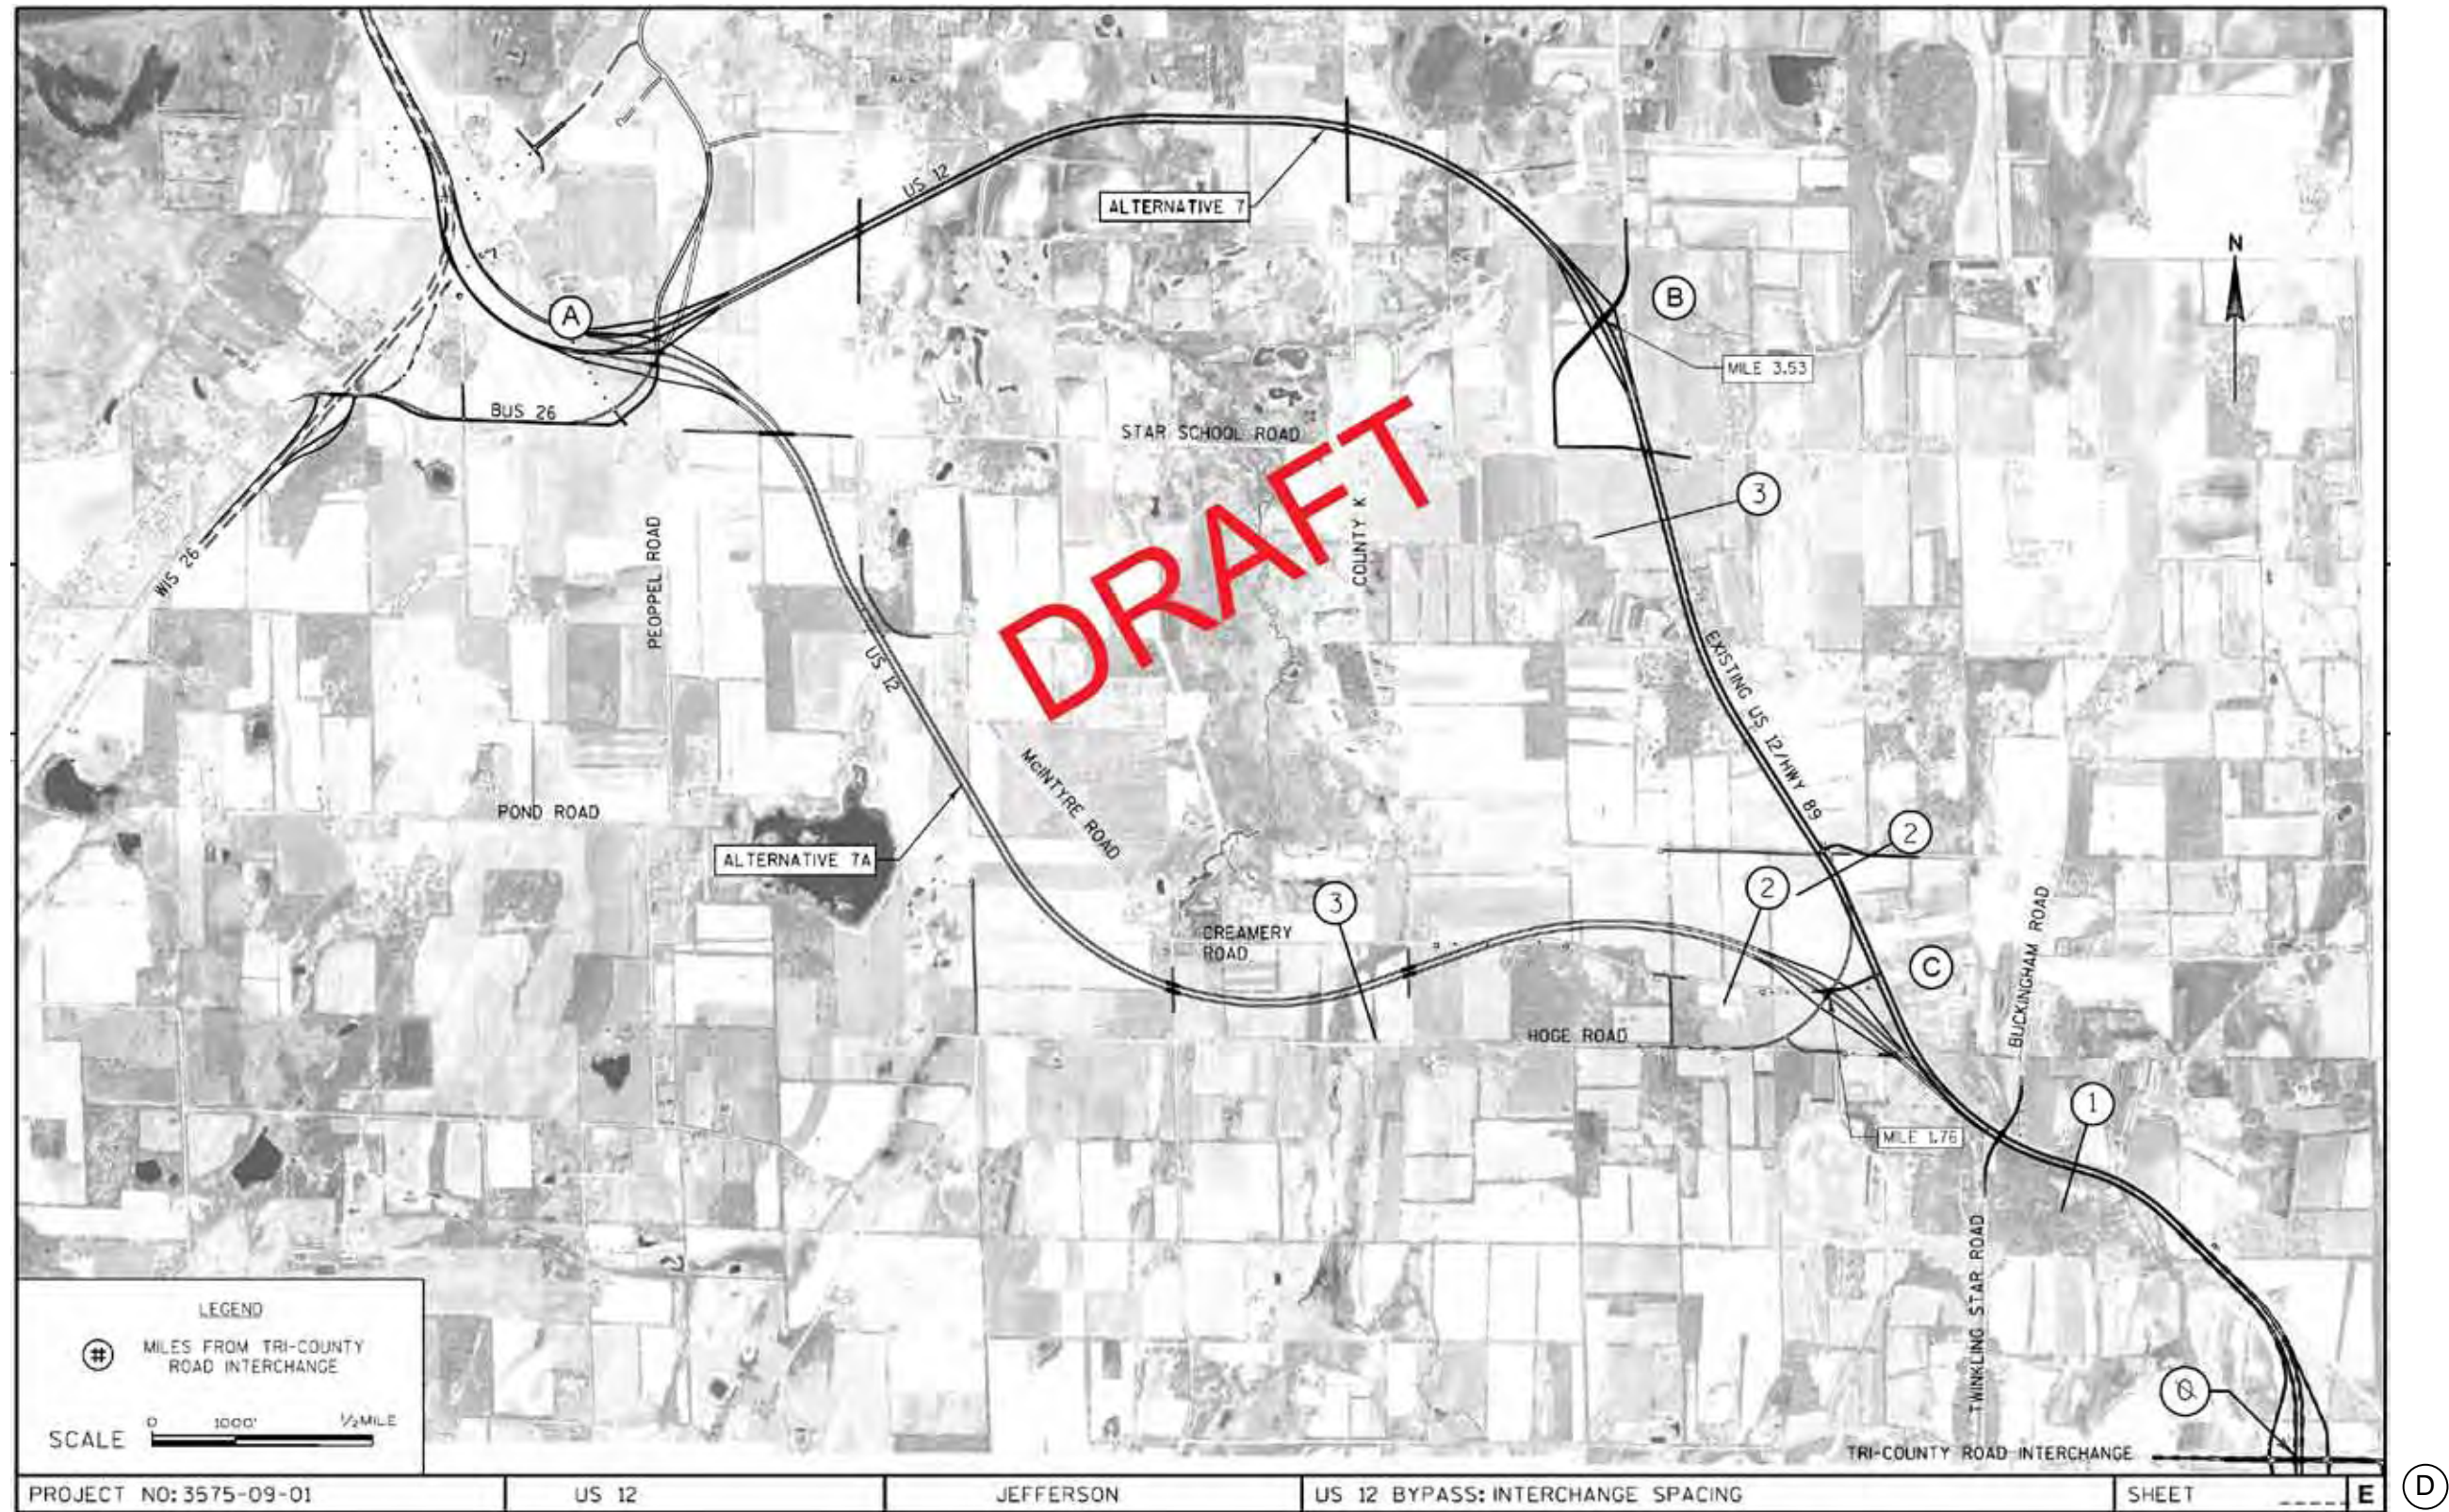 N
US 12
ALTERNATIVE 7
A
B
MILE 3.53
BUS 26
STAR SCHOOL ROAD
3
WIS 26
PEOPPEL ROAD
COUNTY K
DRAFT
US 12
EXISTING US 12/HWY 89
McINTYRE ROAD
POND ROAD
ALTERNATIVE 7A
2
2
3
CREAMERY
ROAD
C
BUCKINGHAM ROAD
HOGE ROAD
1
MILE 1.76
TWINKLING STAR ROAD
0
TRI-COUNTY ROAD INTERCHANGE
LEGEND
# MILES FROM TRI-COUNTY
ROAD INTERCHANGE
0 1000' 1/2MILE
SCALE
PROJECT NO: 3575-09-01 US 12 JEFFERSON US 12 BYPASS: INTERCHANGE SPACING SHEET E
D